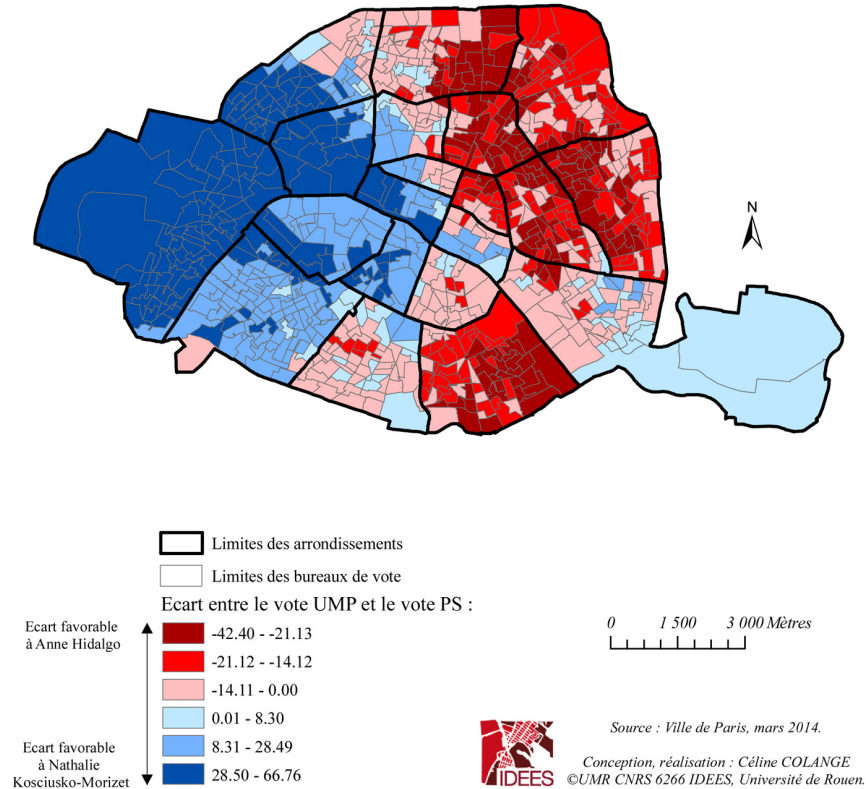 N
Limites des arrondissements
Limites des bureaux de vote
Ecart entre le vote UMP et le vote PS :
Ecart favorable
à Anne Hidalgo
-42.40 - -21.13
-21.12 - -14.12
-14.11 - 0.00
0.01 - 8.30
8.31 - 28.49
28.50 - 66.76
Ecart favorable
à Nathalie
Kosciusko-Morizet
0 1 500 3 000 Mètres
IDEES
Source : Ville de Paris, mars 2014.
Conception, réalisation : Céline COLANGE
©UMR CNRS 6266 IDEES, Université de Rouen.